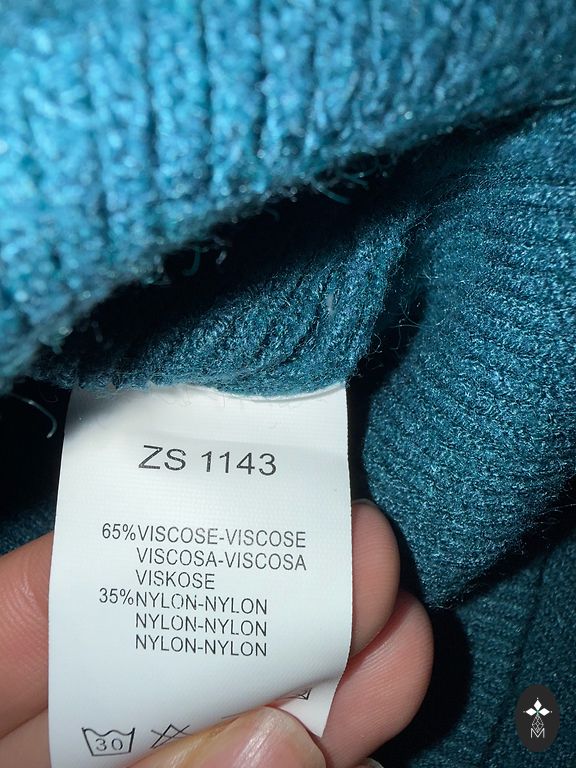 ZS 1143
65%VISCOSE-VISCOSE
VISCOSA-VISCOSA
VISKOSE
35%NYLON-NYLON
NYLON-NYLON
NYLON-NYLON
30
M